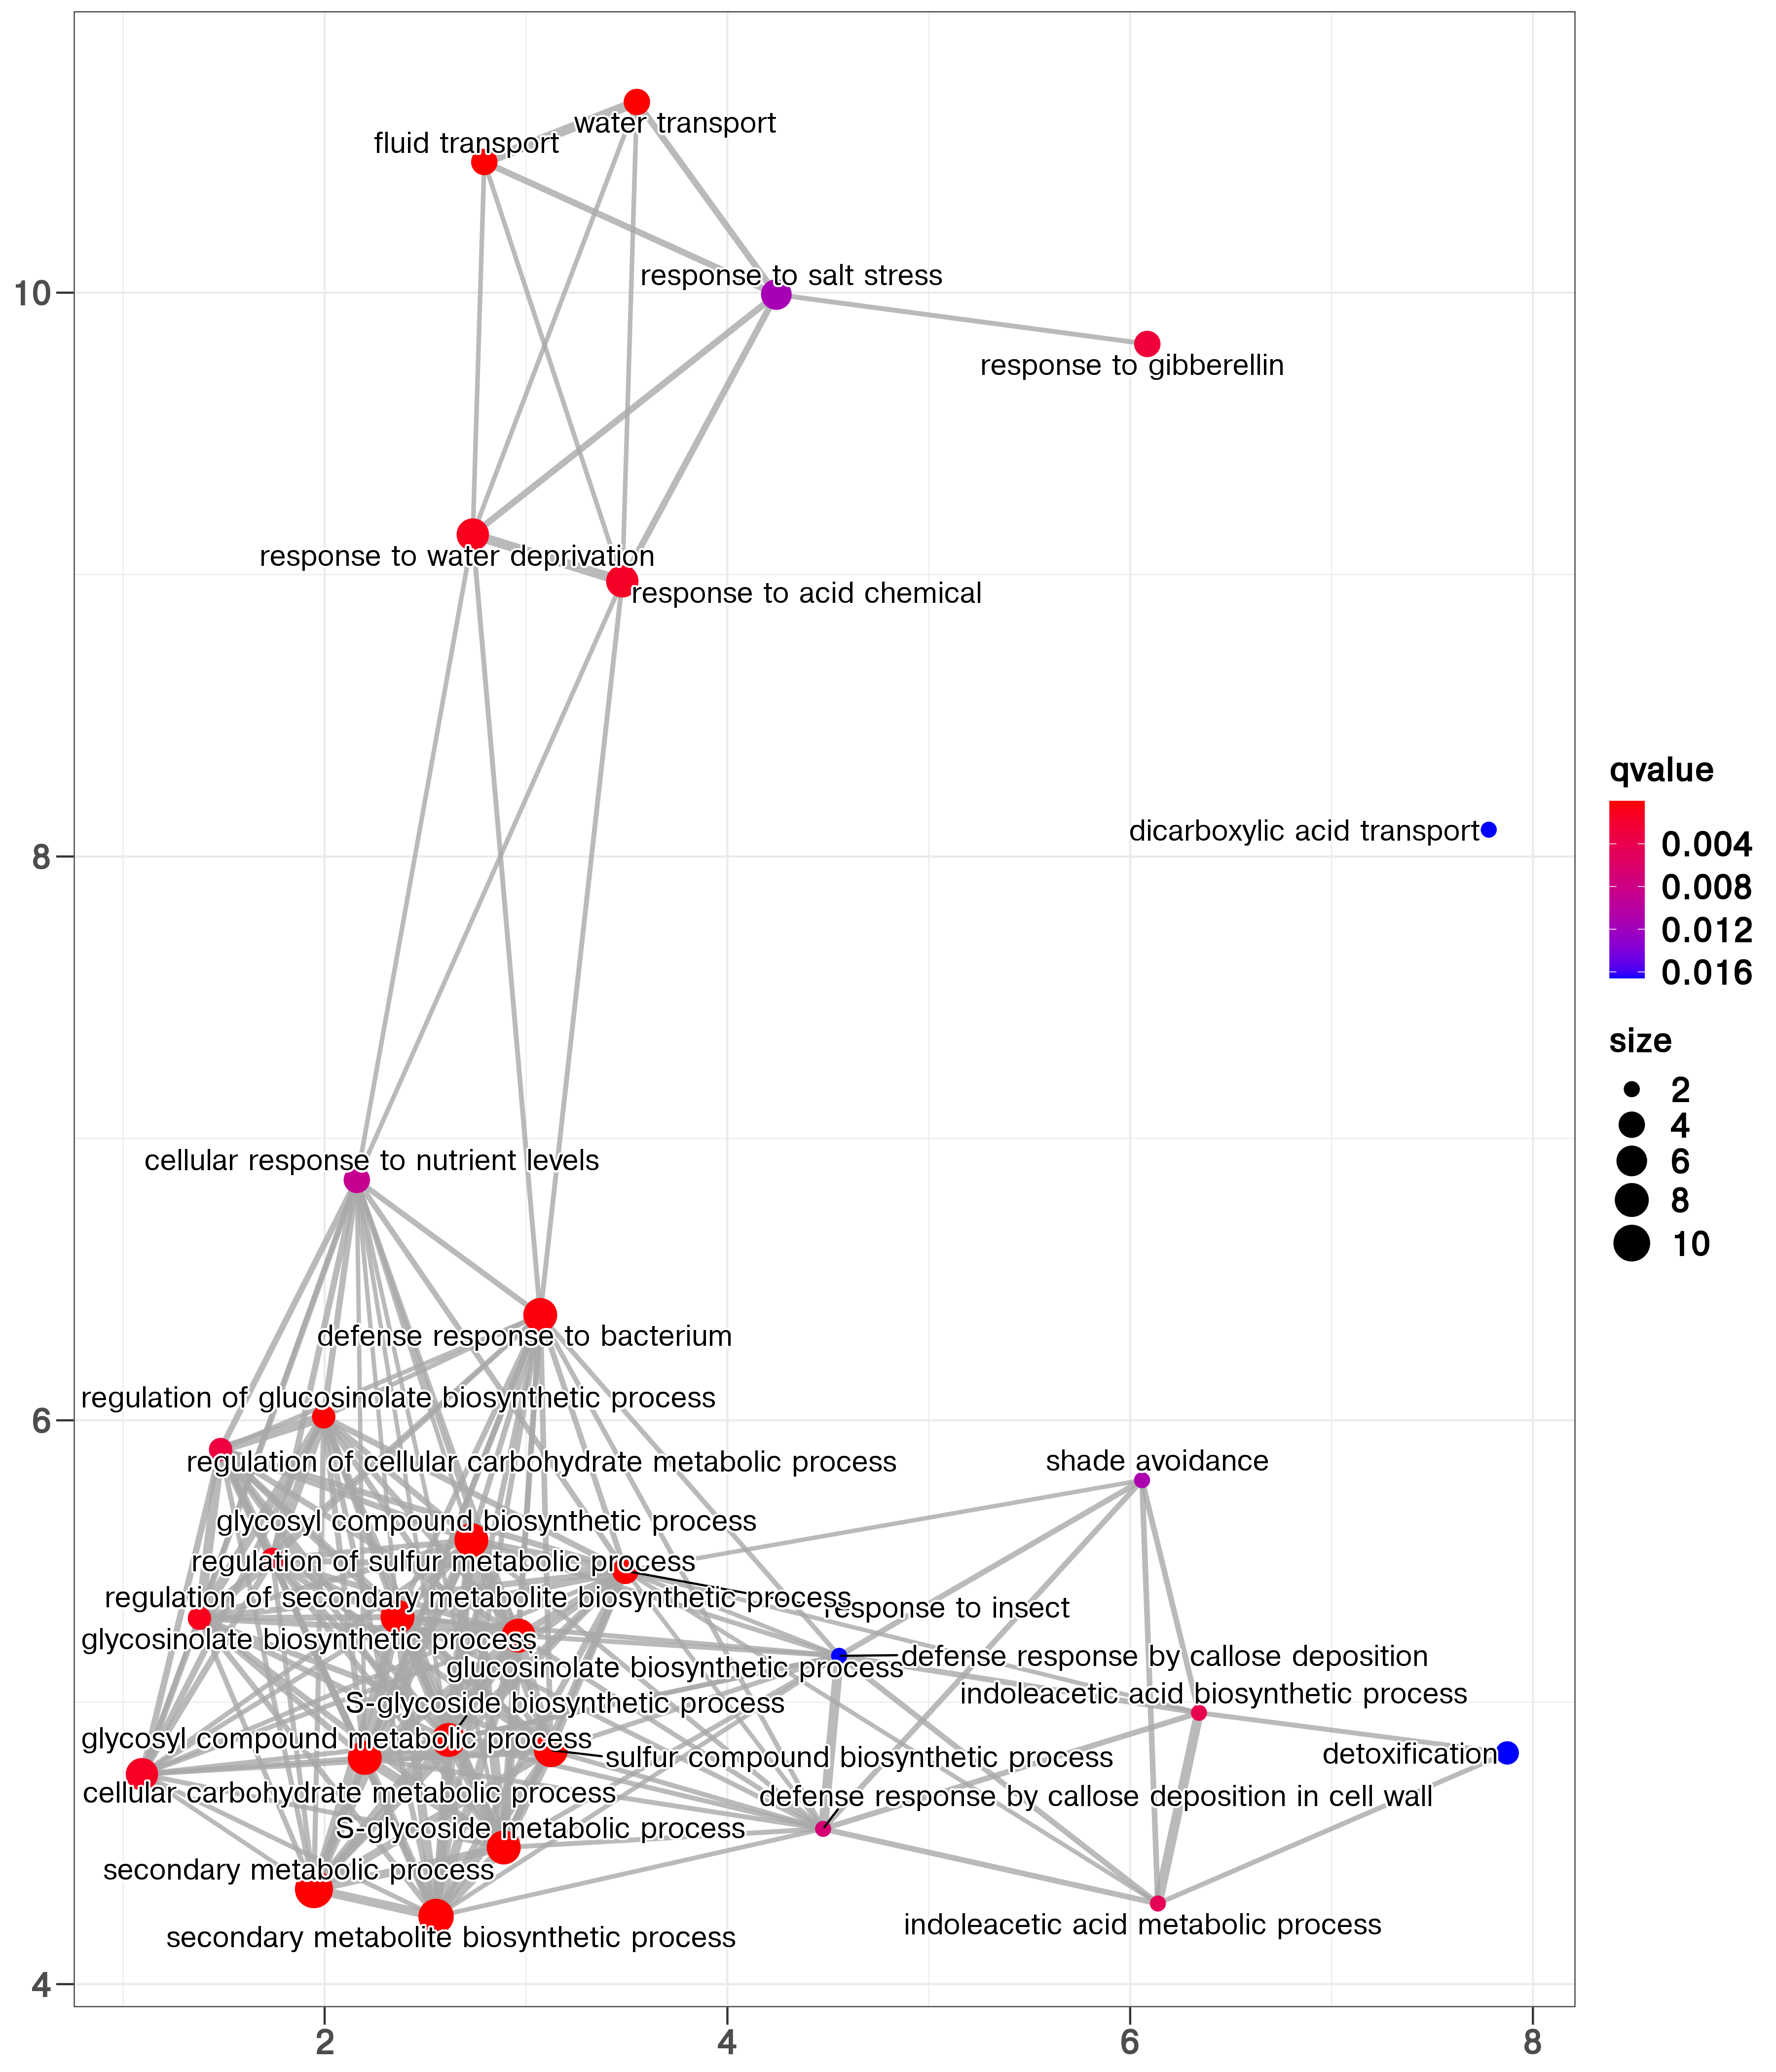 water transport
fluid transport
response to salt stress
10
response to gibberellin
response to water deprivation
response to acid chemical
qvalue
0.004
0.008
0.012
0.016
dicarboxylic acid transport
8
size
2
4
6
8
10
cellular response to nutrient levels
defense response to bacterium
regulation of glucosinolate biosynthetic process
6
regulation of cellular carbohydrate metabolic process
shade avoidance
glycosyl compound biosynthetic process
regulation of sulfur metabolic process
regulation of secondary metabolite biosynthetic process
response to insect
glycosinolate biosynthetic process
defense response by callose deposition
glucosinolate biosynthetic process
indoleacetic acid biosynthetic process
S-glycoside biosynthetic process
glycosyl compound metabolic process
sulfur compound biosynthetic process
detoxification
cellular carbohydrate metabolic process
defense response by callose deposition in cell wall
S-glycoside metabolic process
secondary metabolic process
indoleacetic acid metabolic process
secondary metabolite biosynthetic process
4
2
4
6
8